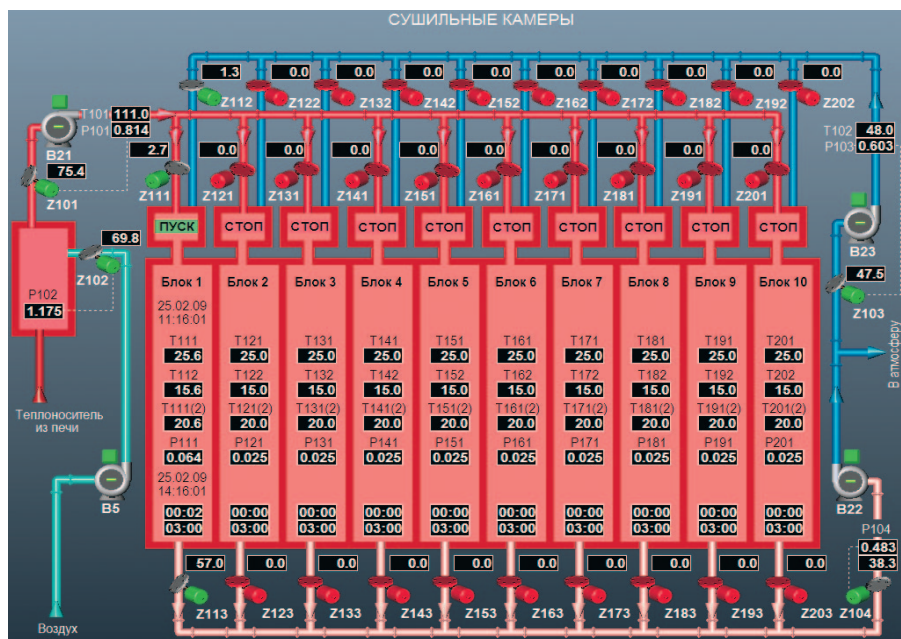 СУШИЛЬНЫЕ КАМЕРЫ
1.3 0.0 0.0 0.0 0.0 0.0 0.0 0.0 0.0 0.0
Z112 Z122 Z132 Z142 Z152 Z162 Z172 Z182 Z192 Z202
T101 111.0
P101 0.814
B21
75.4
Z101
T102 48.0
P103 0.603
2.7 0.0 0.0 0.0 0.0 0.0 0.0 0.0 0.0 0.0
Z111 Z121 Z131 Z141 Z151 Z161 Z171 Z181 Z191 Z201
ПУСК СТОП СТОП СТОП СТОП СТОП СТОП СТОП СТОП СТОП
69.8
Z102
P102
1.175
B23
47.5
Z103
В атмосферу
Теплоноситель
из печи
Блок 1 Блок 2 Блок 3 Блок 4 Блок 5 Блок 6 Блок 7 Блок 8 Блок 9 Блок 10
25.02.09
11:16:01
T111 T121 T131 T141 T151 T161 T171 T181 T191 T201
25.6 25.0 25.0 25.0 25.0 25.0 25.0 25.0 25.0 25.0
T112 T122 T132 T142 T152 T162 T172 T182 T192 T202
15.6 15.0 15.0 15.0 15.0 15.0 15.0 15.0 15.0 15.0
T111(2) T121(2) T131(2) T141(2) T151(2) T161(2) T171(2) T181(2) T191(2) T201(2)
20.6 20.0 20.0 20.0 20.0 20.0 20.0 20.0 20.0 20.0
P111 P121 P131 P141 P151 P161 P171 P181 P191 P201
0.064 0.025 0.025 0.025 0.025 0.025 0.025 0.025 0.025 0.025
25.02.09
14:16:01
00:02 00:00 00:00 00:00 00:00 00:00 00:00 00:00 00:00 00:00
03:00 03:00 03:00 03:00 03:00 03:00 03:00 03:00 03:00 03:00
B5
B22
P104
0.483
38.3
57.0 0.0 0.0 0.0 0.0 0.0 0.0 0.0 0.0 0.0
Z113 Z123 Z133 Z143 Z153 Z163 Z173 Z183 Z193 Z203 Z104
Воздух